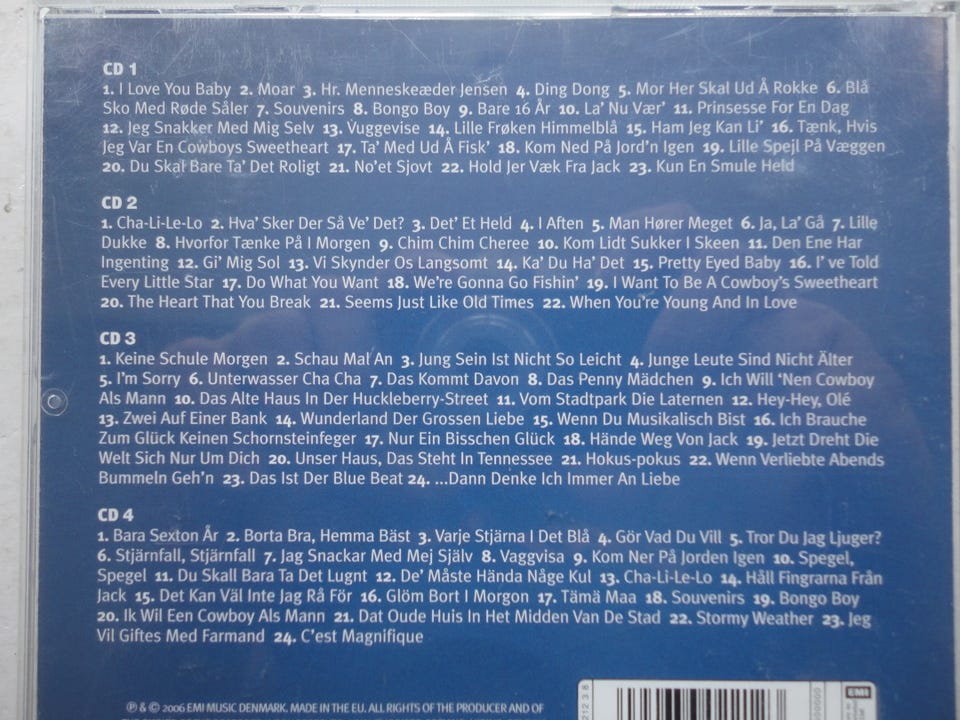 CD 1
1. I Love You Baby 2. Moar 3. Hr. Menneskeæder Jensen 4. Ding Dong 5. Mor Her Skal Ud Å Rokke 6. Blå
Sko Med Røde Såler 7. Souvenirs 8. Bongo Boy 9. Bare 16 År 10. La' Nu Vær' 11. Prinsesse For En Dag
12. Jeg Snakker Med Mig Selv 13. Vuggevise 14. Lille Frøken Himmelblå 15. Ham Jeg Kan Li' 16. Tænk, Hvis
Jeg Var En Cowboys Sweetheart 17. Ta' Med Ud Å Fisk' 18. Kom Ned På Jord'n Igen 19. Lille Spejl På Væggen
20. Du Skal Bare Ta' Det Roligt 21. No'et Sjovt 22. Hold Jer Væk Fra Jack 23. Kun En Smule Held
CD 2
1. Cha-Li-Le-Lo 2. Hva' Sker Der Så Ve' Det? 3. Det' Et Held 4. I Aften 5. Man Hører Meget 6. Ja, La' Gå 7. Lille
Dukke 8. Hvorfor Tænke På I Morgen 9. Chim Chim Cheree 10. Kom Lidt Sukker I Skeen 11. Den Ene Har
Ingenting 12. Gi' Mig Sol 13. Vi Skynder Os Langsomt 14. Ka' Du Ha' Det 15. Pretty Eyed Baby 16. I' ve Told
Every Little Star 17. Do What You Want 18. We're Gonna Go Fishin' 19. I Want To Be A Cowboy's Sweetheart
20. The Heart That You Break 21. Seems Just Like Old Times 22. When You're Young And In Love
CD 3
1. Keine Schule Morgen 2. Schau Mal An 3. Jung Sein Ist Nicht So Leicht 4. Junge Leute Sind Nicht Älter
5. I'm Sorry 6. Unterwasser Cha Cha 7. Das Kommt Davon 8. Das Penny Mädchen 9. Ich Will 'Nen Cowboy
Als Mann 10. Das Alte Haus In Der Huckleberry-Street 11. Vom Stadtpark Die Laternen 12. Hey-Hey, Olé
13. Zwei Auf Einer Bank 14. Wunderland Der Grossen Liebe 15. Wenn Du Musikalisch Bist 16. Ich Brauche
Zum Glück Keinen Schornsteinfeger 17. Nur Ein Bisschen Glück 18. Hände Weg Von Jack 19. Jetzt Dreht Die
Welt Sich Nur Um Dich 20. Unser Haus, Das Steht In Tennessee 21. Hokus-pokus 22. Wenn Verliebte Abends
Bummeln Geh'n 23. Das Ist Der Blue Beat 24. ...Dann Denke Ich Immer An Liebe
CD 4
1. Bara Sexton År 2. Borta Bra, Hemma Bäst 3. Varje Stjärna I Det Blå 4. Gör Vad Du Vill 5. Tror Du Jag Ljuger?
6. Stjärnfall, Stjärnfall 7. Jag Snackar Med Mej Själv 8. Vaggvisa 9. Kom Ner På Jorden Igen 10. Spegel,
Spegel 11. Du Skall Bara Ta Det Lugnt 12. De' Måste Hända Någe Kul 13. Cha-Li-Le-Lo 14. Håll Fingrarna Från
Jack 15. Det Kan Väl Inte Jag Rå För 16. Glöm Bort I Morgon 17. Tämä Maa 18. Souvenirs 19. Bongo Boy
20. Ik Wil Een Cowboy Als Mann 21. Dat Oude Huis In Het Midden Van De Stad 22. Stormy Weather 23. Jeg
Vil Giftes Med Farmand 24. C'est Magnifique
℗ & © 2006 EMI MUSIC DENMARK. MADE IN THE EU. ALL RIGHTS OF THE PRODUCER AND OF
EMI